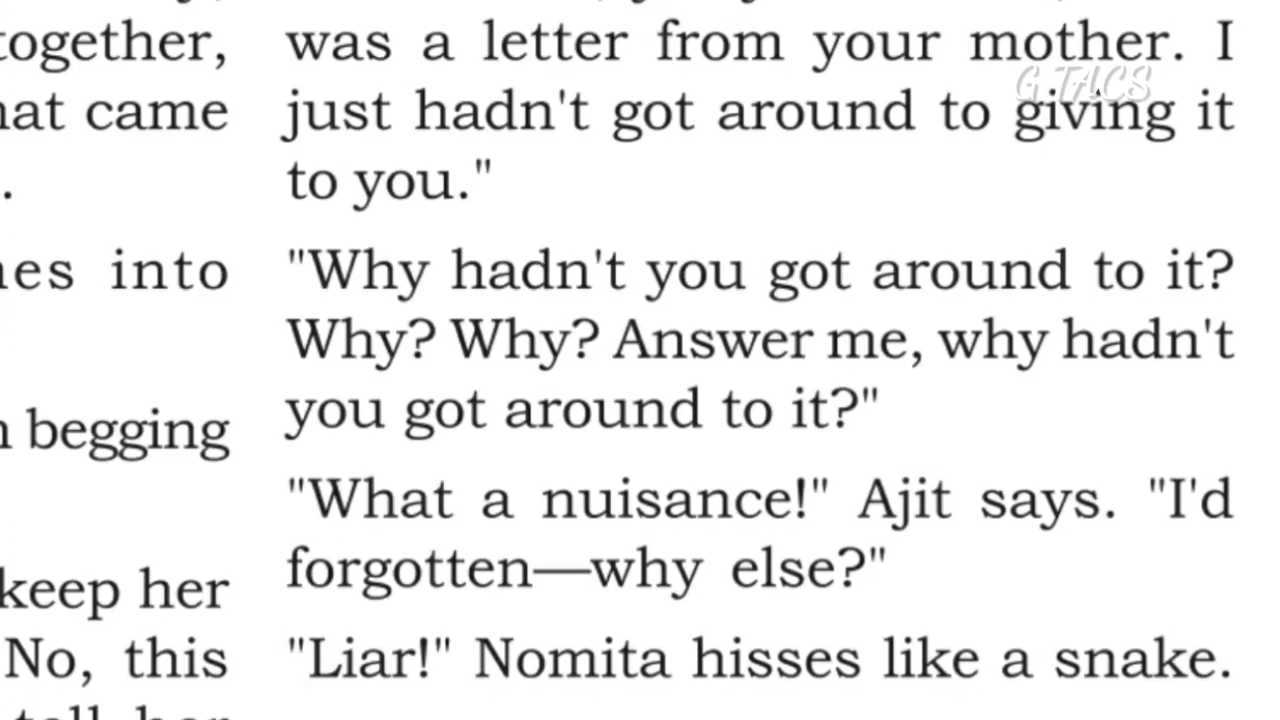 together,
came
.
into
begging
keep her
No, this
was a letter from your mother. I
just hadn't got around to giving it
to you."
"Why hadn't you got around to it?
Why? Why? Answer me, why hadn't
you got around to it?"
"What a nuisance!" Ajit says. "I'd
forgotten—why else?"
"Liar!" Nomita hisses like a snake.
G TACS